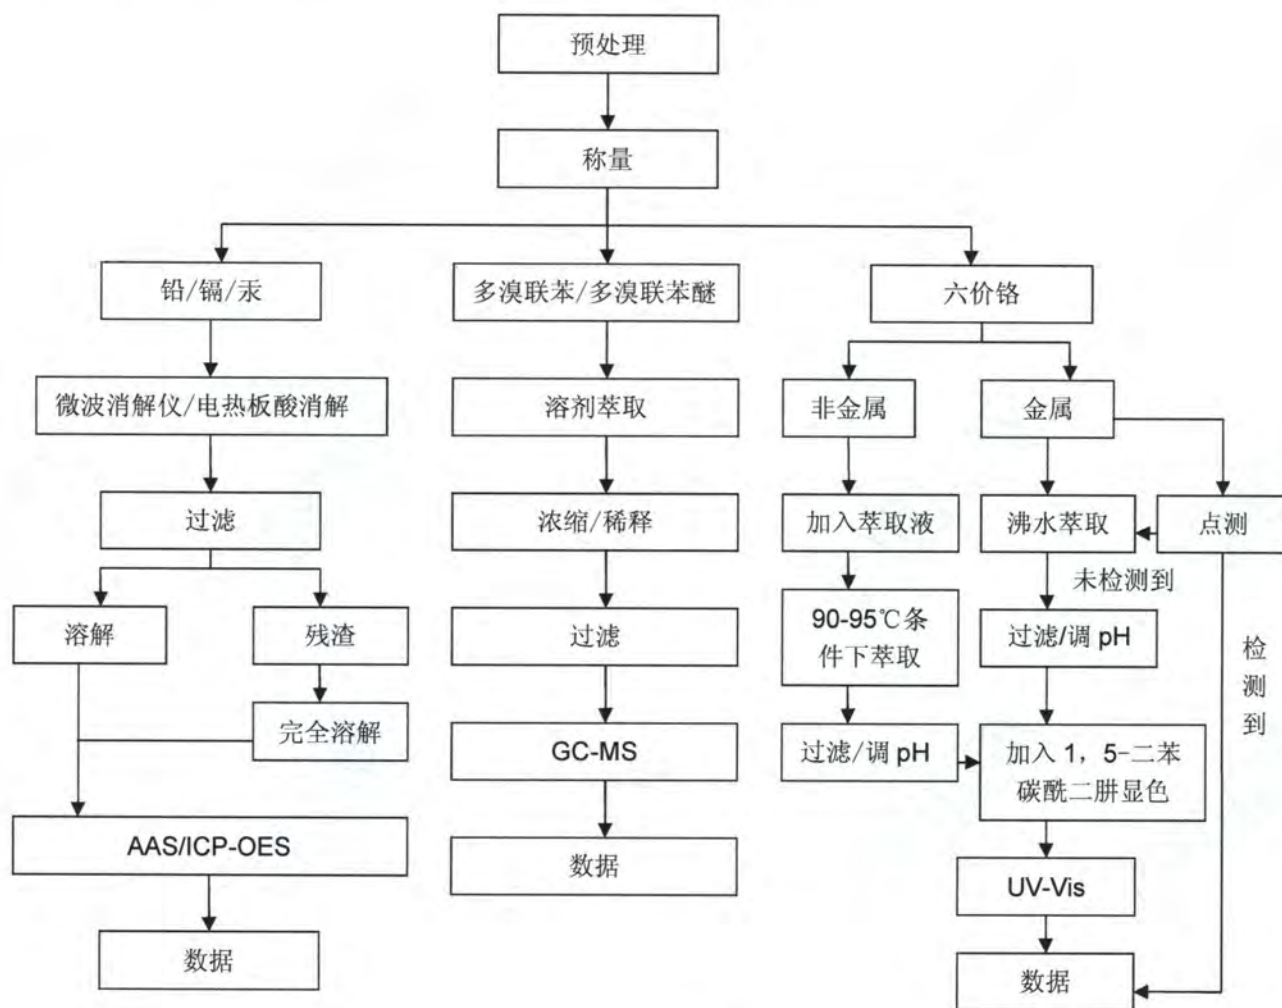 预处理
称量
铅/镉/汞
微波消解仪/电热板酸消解
过滤
溶解
残渣
完全溶解
AAS/ICP-OES
数据
多溴联苯/多溴联苯醚
溶剂萃取
浓缩/稀释
过滤
GC-MS
数据
六价铬
非金属
加入萃取液
90-95℃条
件下萃取
过滤/调 pH
金属
沸水萃取
点测
未检测到
过滤/调 pH
加入 1，5-二苯
碳酰二肼显色
UV-Vis
数据
检
测
到